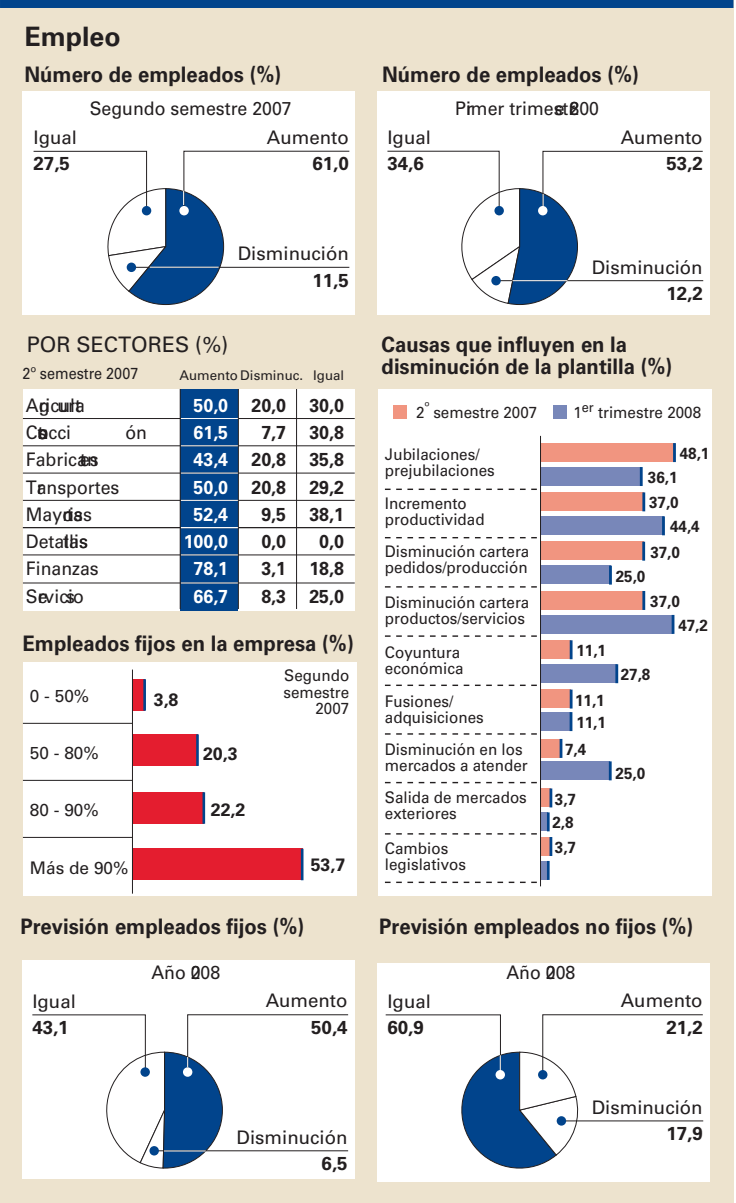 Empleo
Número de empleados (%)
Segundo semestre 2007
Igual
27,5
Aumento
61,0
Disminución
11,5
Número de empleados (%)
Igual
34,6
Aumento
53,2
Disminución
12,2
POR SECTORES (%)
2º semestre 2007 Aumento Disminuc. Igual
50,0 20,0 30,0
61,5 7,7 30,8
43,4 20,8 35,8
Transportes 50,0 20,8 29,2
52,4 9,5 38,1
100,0 0,0 0,0
Finanzas 78,1 3,1 18,8
66,7 8,3 25,0
Causas que influyen en la
disminución de la plantilla (%)
2º semestre 2007 1er trimestre 2008
Jubilaciones/
prejubilaciones
48,1
36,1
Incremento
productividad
37,0
44,4
Disminución cartera
pedidos/producción
37,0
25,0
Disminución cartera
productos/servicios
37,0
47,2
Coyuntura
económica
11,1
27,8
Fusiones/
adquisiciones
11,1
11,1
Disminución en los
mercados a atender
7,4
25,0
Salida de mercados
exteriores
3,7
2,8
Cambios
legislativos
3,7
Empleados fijos en la empresa (%)
Segundo
semestre
2007
0 - 50% 3,8
50 - 80% 20,3
80 - 90% 22,2
Más de 90% 53,7
Previsión empleados fijos (%)
Año
Igual
43,1
Aumento
50,4
Disminución
6,5
Previsión empleados no fijos (%)
Año
Igual
60,9
Aumento
21,2
Disminución
17,9